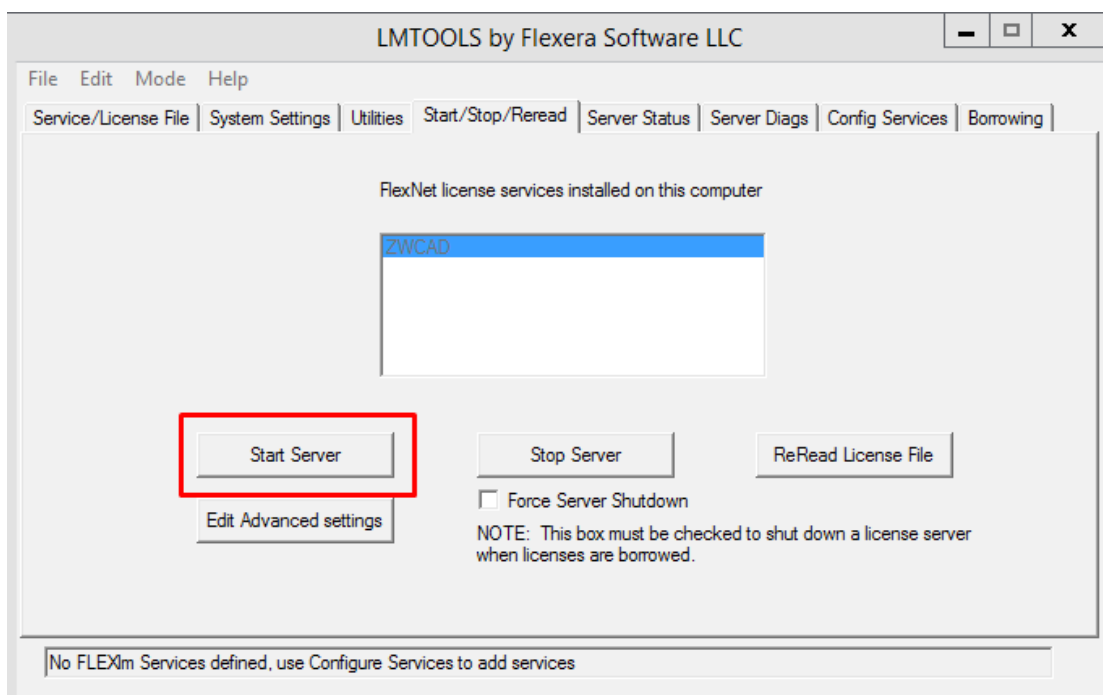 LMTOOLS by Flexera Software LLC
x
File Edit Mode Help
Service/License File System Settings Utilities Start/Stop/Reread Server Status Server Diags Config Services Borrowing
FlexNet license services installed on this computer
ZWCAD
Start Server Stop Server ReRead License File
Force Server Shutdown
Edit Advanced settings
NOTE: This box must be checked to shut down a license server
when licenses are borrowed.
No FLEXlm Services defined, use Configure Services to add services